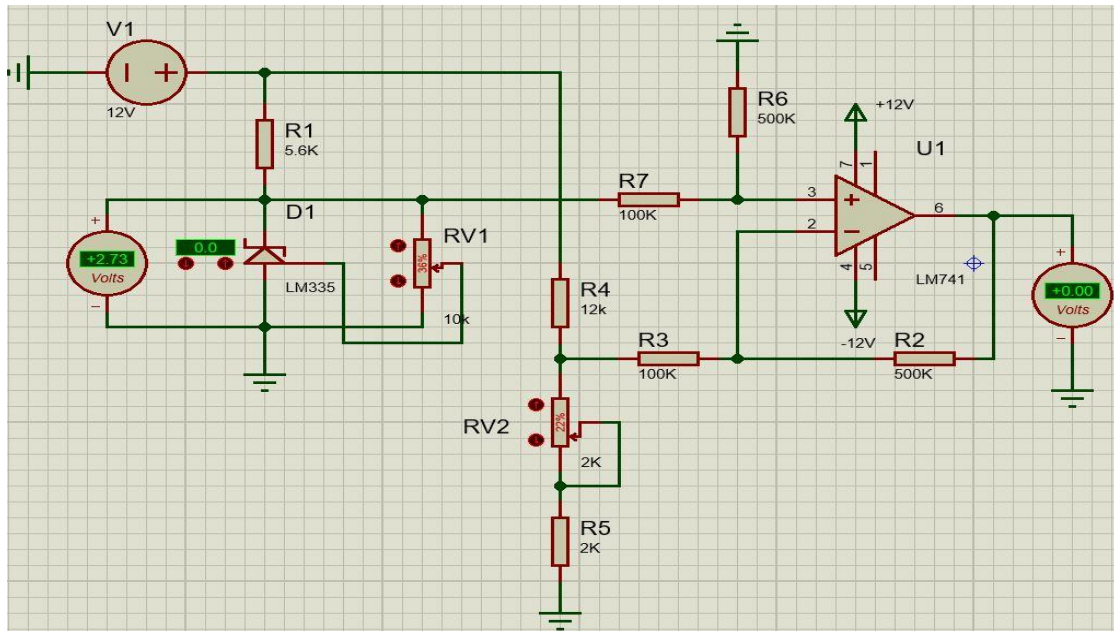 V1
12V
R1
5.6K
D1
0.0
LM335
+
+2.73
Volts
RV1
36%
10k
R4
12k
RV2
22%
2K
R5
2K
R6
500K
R7
100K
R3
100K
R2
500K
+12V
U1
7
1
3
2
6
4
5
LM741
-12V
+
+0.00
Volts